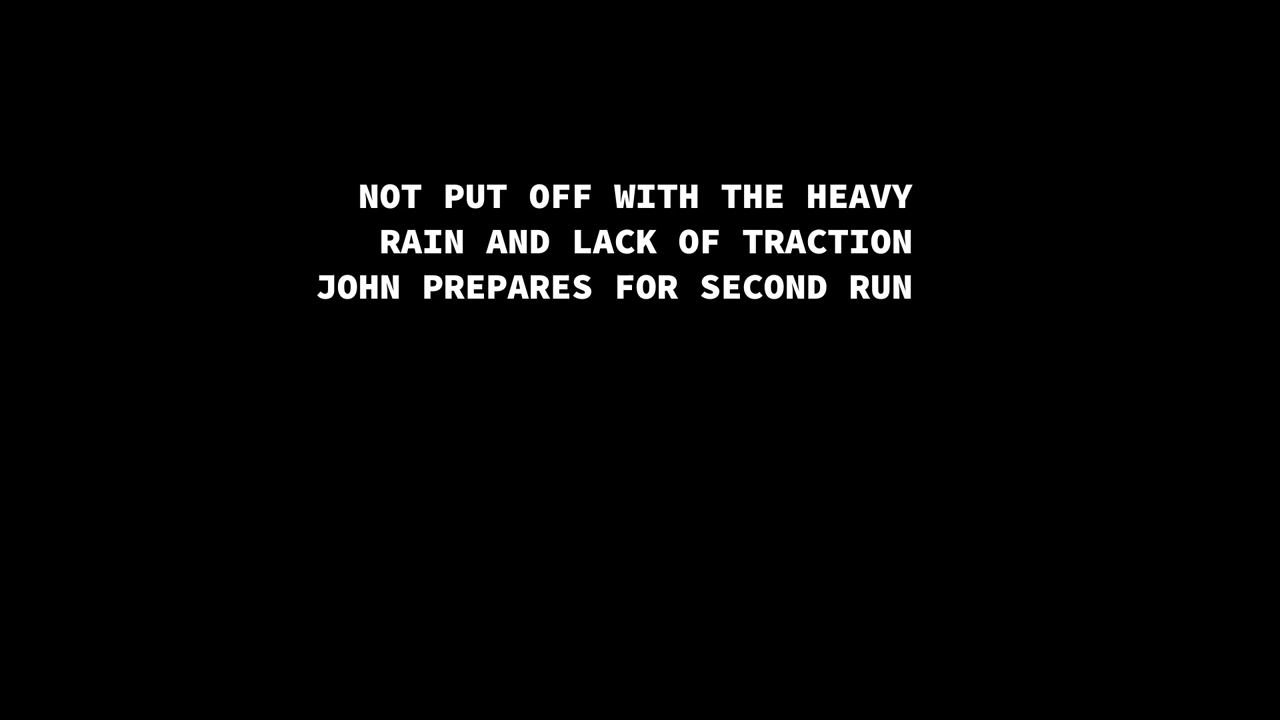 NOT PUT OFF WITH THE HEAVY
RAIN AND LACK OF TRACTION
JOHN PREPARES FOR SECOND RUN